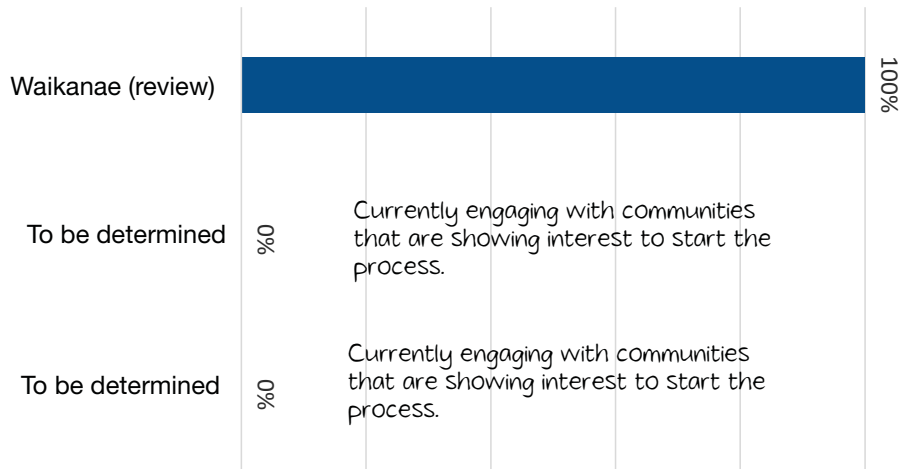 Waikanae (review)
100%
To be determined
0%
Currently engaging with communities
that are showing interest to start the
process.
To be determined
0%
Currently engaging with communities
that are showing interest to start the
process.